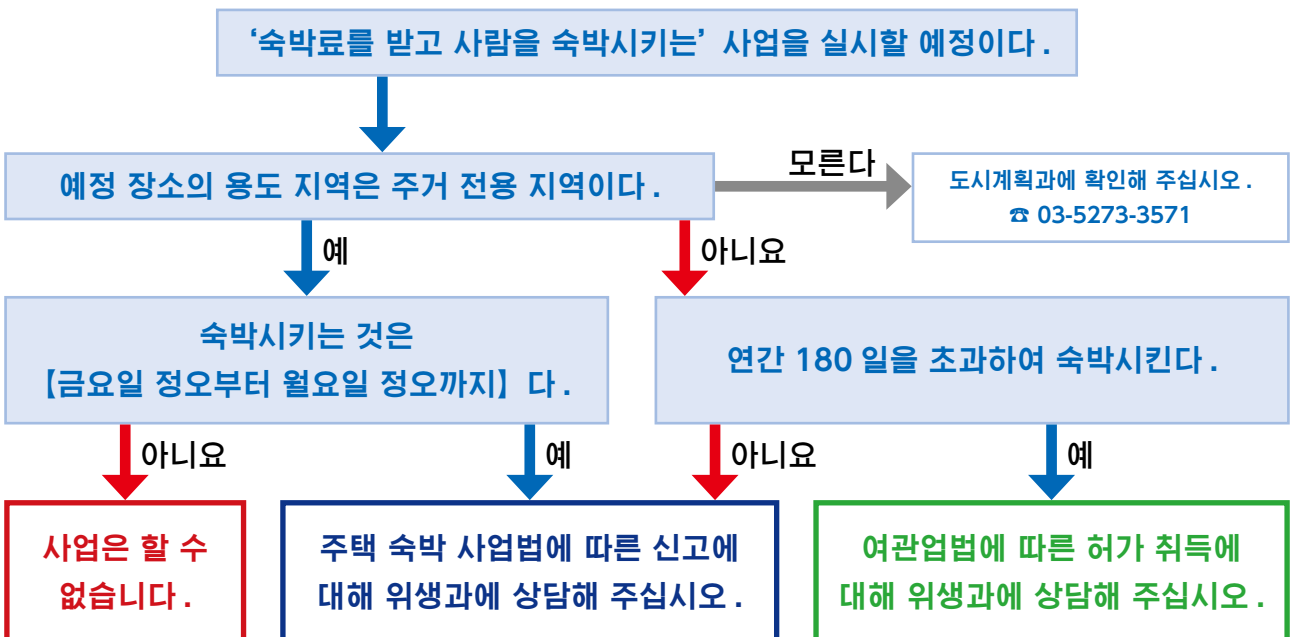 ‘숙박료를 받고 사람을 숙박시키는’ 사업을 실시할 예정이다.
예정 장소의 용도 지역은 주거 전용 지역이다.
모른다
도시계획과에 확인해 주십시오.
☎ 03-5273-3571
예
아니요
숙박시키는 것은
【금요일 정오부터 월요일 정오까지】다.
연간 180 일을 초과하여 숙박시킨다.
아니요
예
아니요
예
사업은 할 수
없습니다.
주택 숙박 사업법에 따른 신고에
대해 위생과에 상담해 주십시오.
여관업법에 따른 허가 취득에
대해 위생과에 상담해 주십시오.